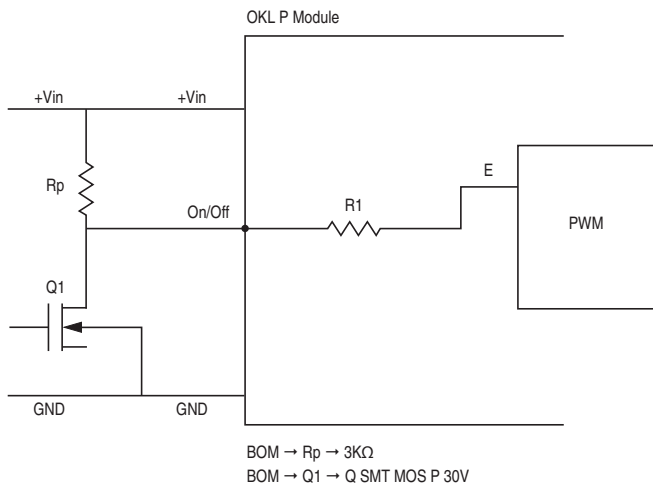 OKL P Module
+Vin
+Vin
Rp
On/Off
R1
E
PWM
Q1
GND
GND
BOM → Rp → 3KΩ
BOM → Q1 → Q SMT MOS P 30V